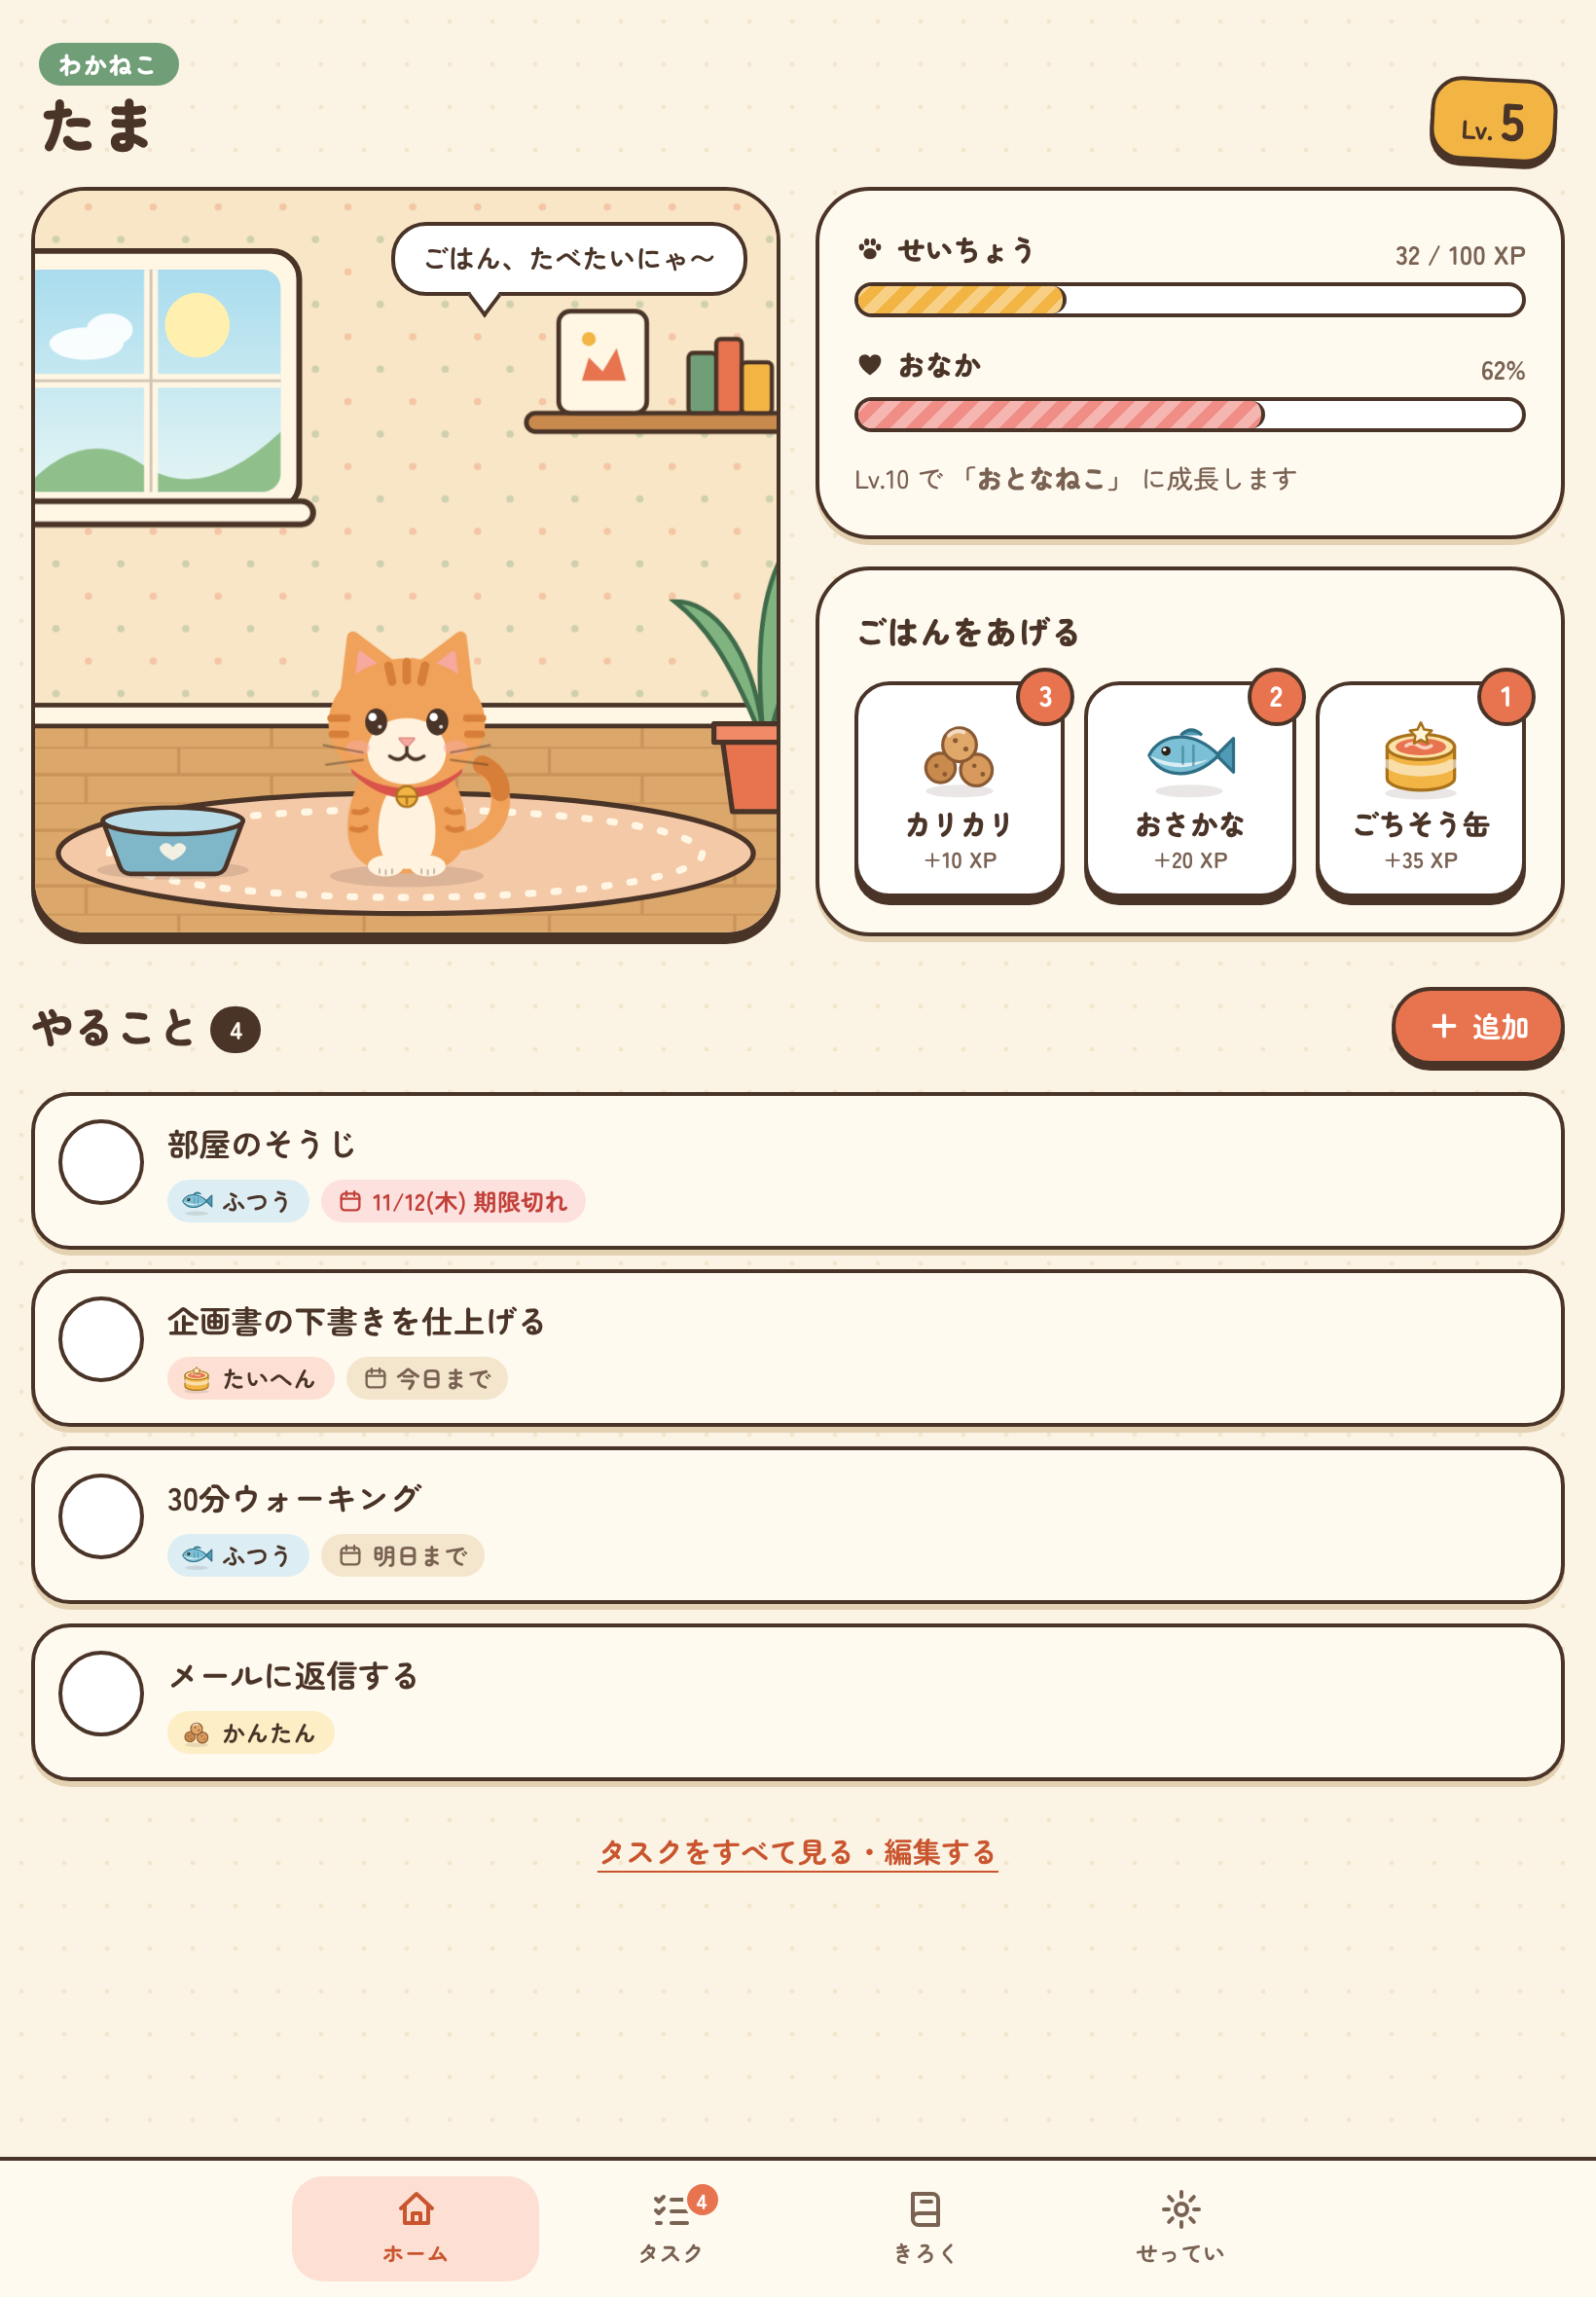 わかねこ
たま
Lv. 5
ごはん、たべたいにゃ〜
せいちょう
32 / 100 XP
おなか
62%
Lv.10 で 「おとなねこ」 に成長します
ごはんをあげる
3
カリカリ
+10 XP
2
おさかな
+20 XP
1
ごちそう缶
+35 XP
やること 4
+ 追加
部屋のそうじ
ふつう
11/12(木) 期限切れ
企画書の下書きを仕上げる
たいへん
今日まで
30分ウォーキング
ふつう
明日まで
メールに返信する
かんたん
タスクをすべて見る・編集する
ホーム
4
タスク
きろく
せってい